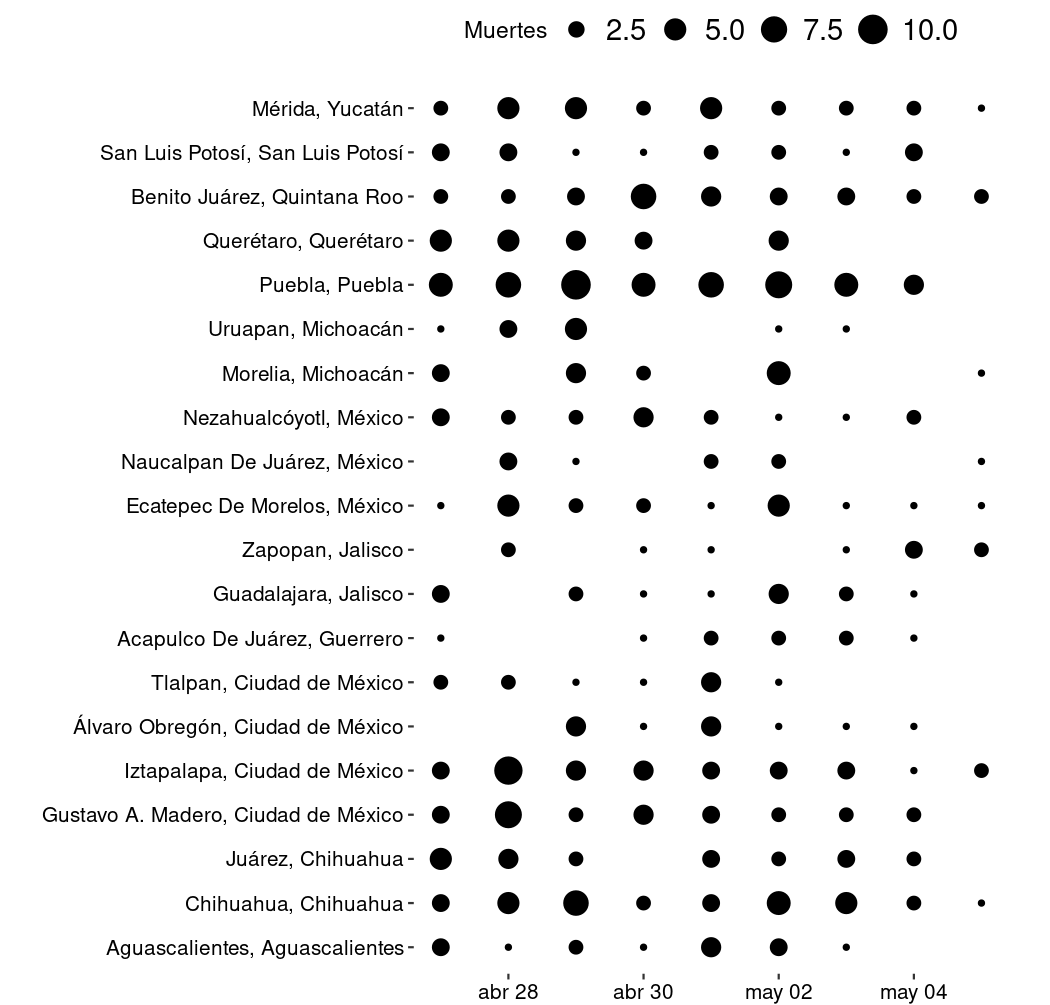 Muertes 2.5 5.0 7.5 10.0
Mérida, Yucatán
San Luis Potosí, San Luis Potosí
Benito Juárez, Quintana Roo
Querétaro, Querétaro
Puebla, Puebla
Uruapan, Michoacán
Morelia, Michoacán
Nezahualcóyotl, México
Naucalpan De Juárez, México
Ecatepec De Morelos, México
Zapopan, Jalisco
Guadalajara, Jalisco
Acapulco De Juárez, Guerrero
Tlalpan, Ciudad de México
Álvaro Obregón, Ciudad de México
Iztapalapa, Ciudad de México
Gustavo A. Madero, Ciudad de México
Juárez, Chihuahua
Chihuahua, Chihuahua
Aguascalientes, Aguascalientes
abr 28 abr 30 may 02 may 04